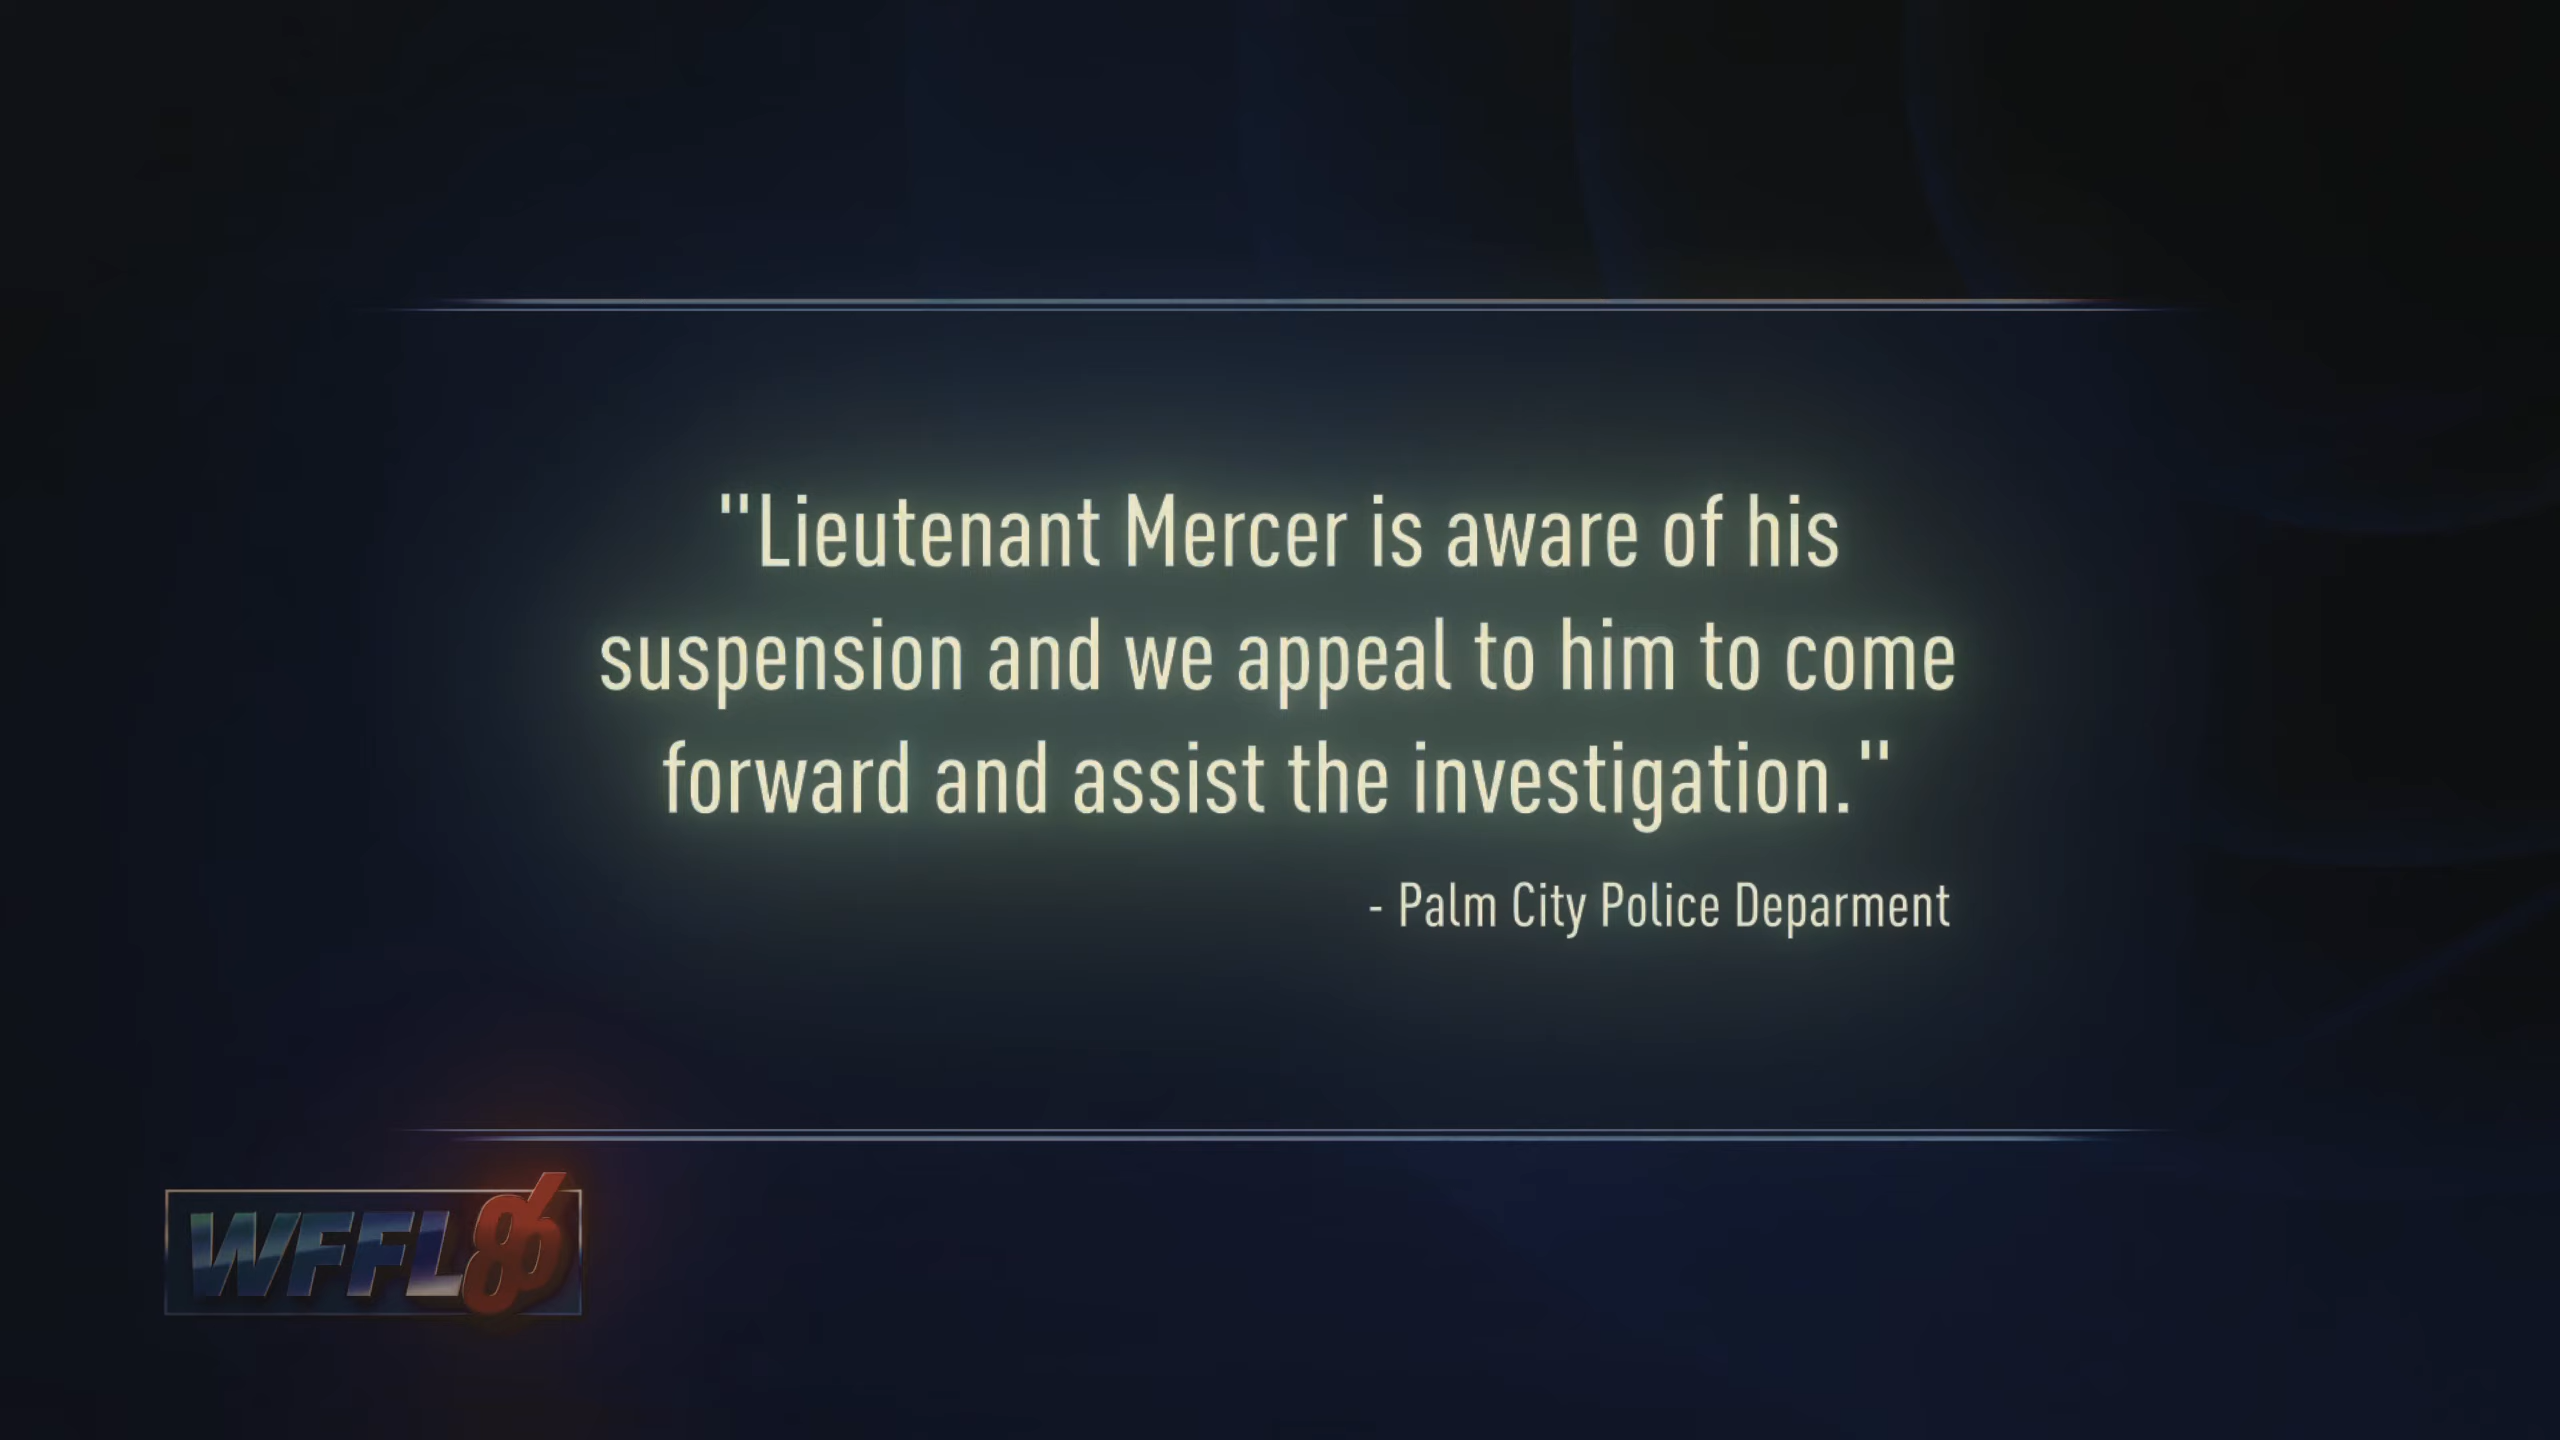 "Lieutenant Mercer is aware of his
suspension and we appeal to him to come
forward and assist the investigation."
- Palm City Police Deparment
WFFL86